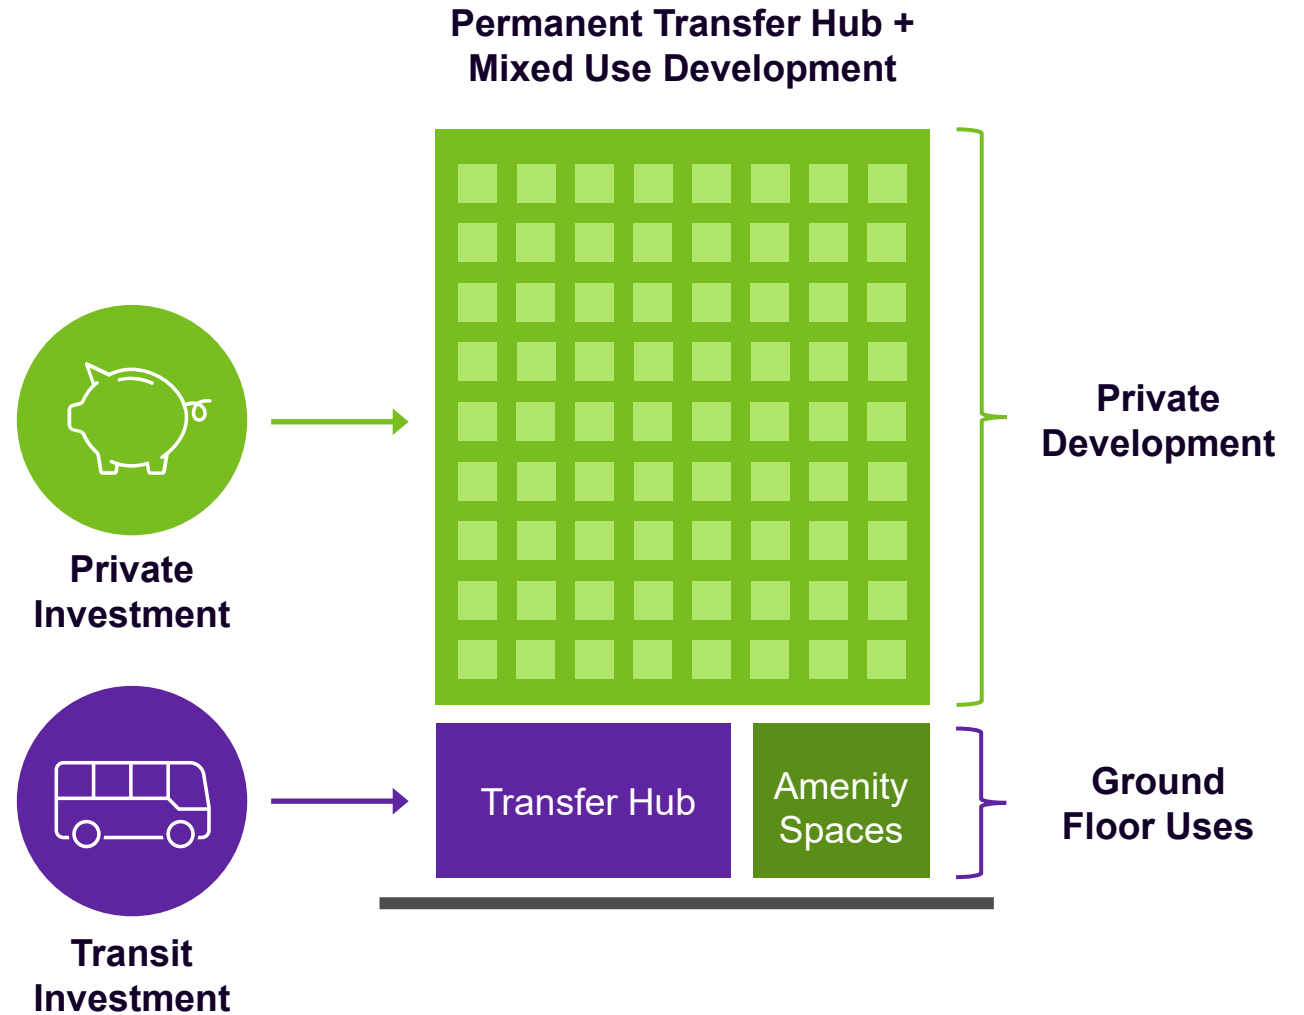 Permanent Transfer Hub +
Mixed Use Development
Private
Investment
Private
Development
Transfer Hub
Amenity
Spaces
Ground
Floor Uses
Transit
Investment